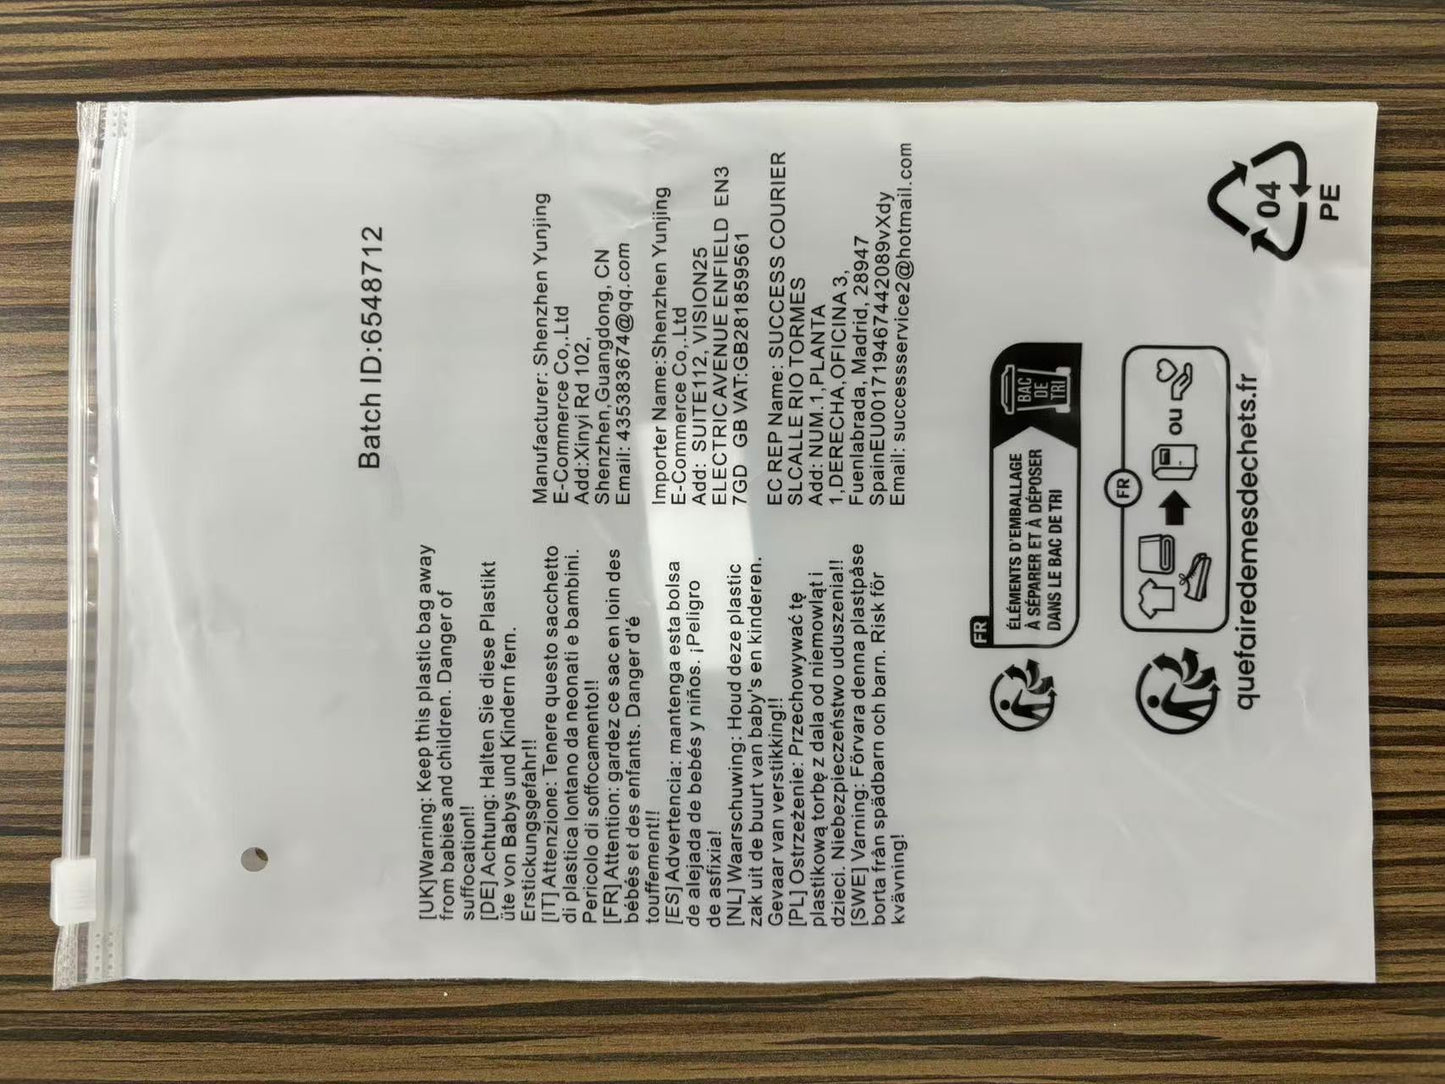 Batch ID:6548712
[UK]Warning: Keep this plastic bag away
from babies and children. Danger of
suffocation!!
[DE]Achtung: Halten Sie diese Plastikt
üte von Babys und Kindern fern.
Erstickungsgefahr!!
[IT]Attenzione: Tenere questo sacchetto
di plastica lontano da neonati e bambini.
Pericolo di soffocamento!!
[FR]Attention: gardez ce sac en loin des
bébés et des enfants. Danger d'é
touffement!!
[ES]Advertencia: mantenga esta bolsa
de alejada de bebés y niños. ¡Peligro
de asfixia!
[NL]Waarschuwing: Houd deze plastic
zak uit de buurt van baby's en kinderen.
Gevaar van verstikking!!
[PL]Ostrzeżenie: Przechowywać tę
plastikową torbę z dala od niemowląt i
dzieci. Niebezpieczeństwo uduszenia!!
[SWE]Varning: Förvara denna plastpåse
borta från spädbarn och barn. Risk för
kvävning!
Manufacturer: Shenzhen Yunjing
E-Commerce Co,.Ltd
Add:Xinyi Rd 102,
Shenzhen,Guangdong, CN
Email: 435383674@qq.com
Importer Name:Shenzhen Yunjing
E-Commerce Co,.Ltd
Add: SUITE112, VISION25
ELECTRIC AVENUE ENFIELD EN3
7GD GB VAT:GB281859561
EC REP Name: SUCCESS COURIER
SLCALLE RIO TORMES
Add: NUM.1,PLANTA
1,DERECHA,OFICINA 3,
Fuenlabrada, Madrid, 28947
SpainEU00171946744­2089vXdy
Email: successservice2@hotmail.com
FR
ÉLÉMENTS D'EMBALLAGE
À SÉPARER ET À DÉPOSER
DANS LE BAC DE TRI
BAC
DE
TRI
FR
ou
quefairedemesdechets.fr
04
PE